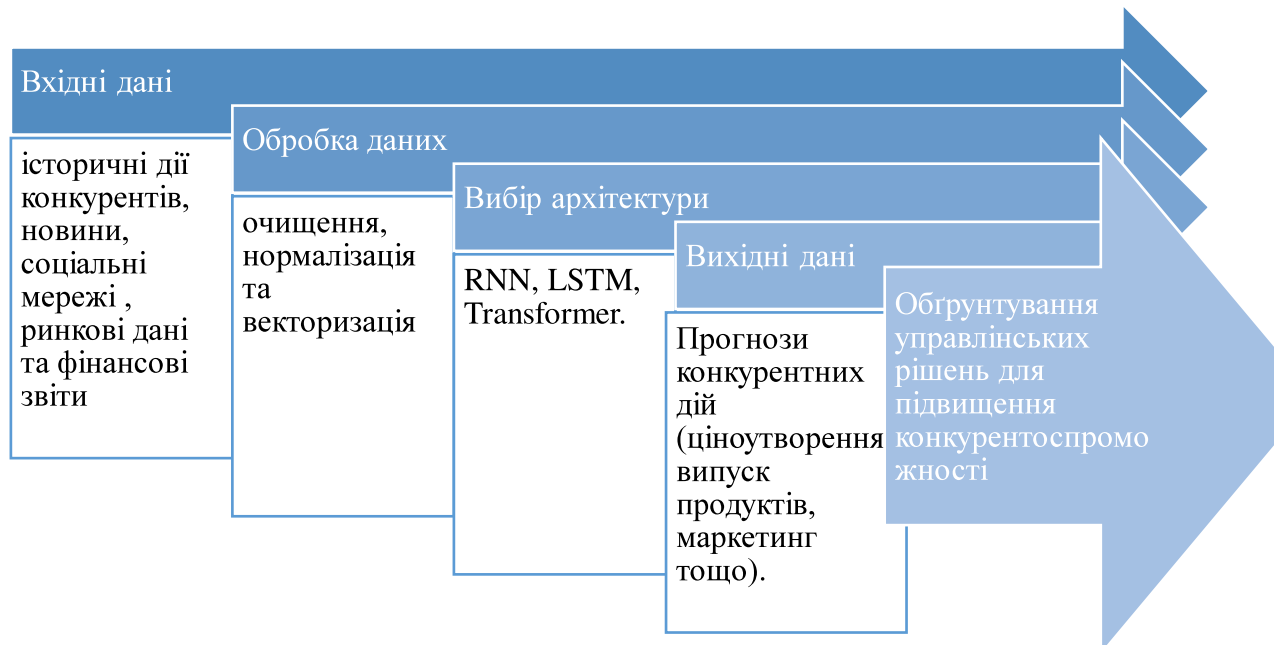 Вхідні дані
історичні дії
конкурентів,
новини,
соціальні
мережі ,
ринкові дані
та фінансові
звіти
Обробка даних
очищення,
нормалізація
та
векторизація
Вибір архітектури
RNN, LSTM,
Transformer.
Вихідні дані
Прогнози
конкурентних
дій
(ціноутворення
випуск
продуктів,
маркетинг
тощо).
Обґрунтування
управлінських
рішень для
підвищення
конкурентоспромо
жності